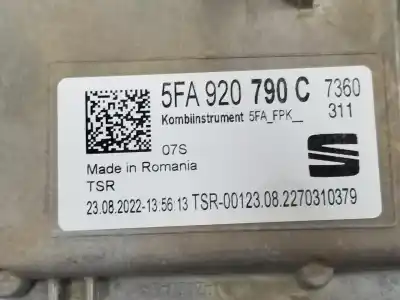 5FA 920 790 C 7360
311
Kombiinstrument 5FA_FPK__
07S
Made in Romania
TSR
23.08.2022-13:56:13 TSR-00123.08.2270310379